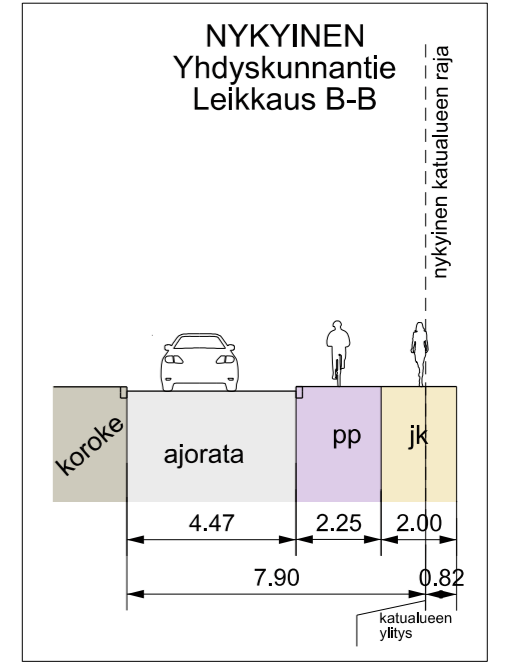 NYKYINEN
Yhdyskunnantie
Leikkaus B-B
nykyinen katualueen raja
koroke
ajorata
pp
jk
4.47
2.25
2.00
7.90
0.82
katualueen
ylitys